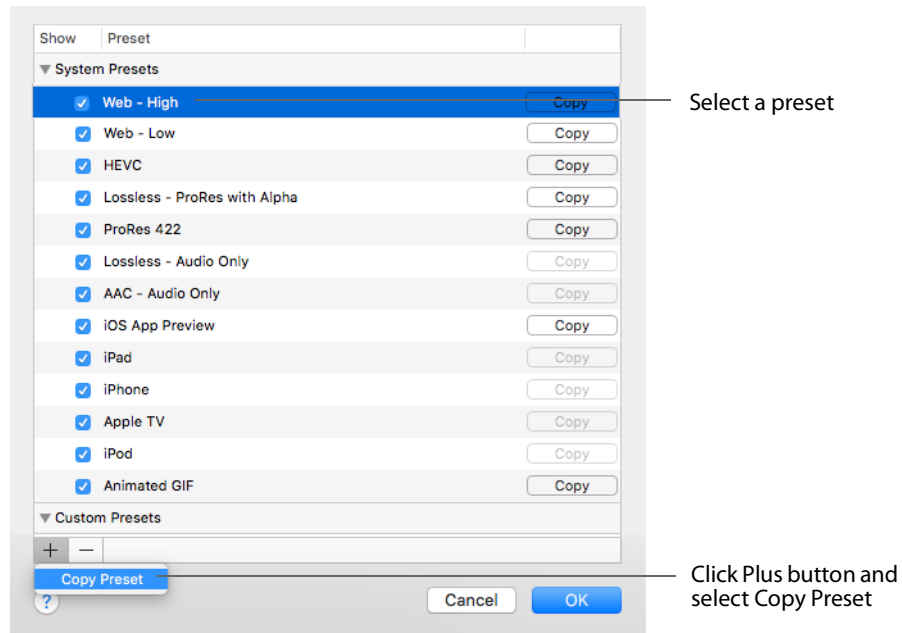 Show Preset
System Presets
Web - High Copy Select a preset
Web - Low Copy
HEVC Copy
Lossless - ProRes with Alpha Copy
ProRes 422 Copy
Lossless - Audio Only Copy
AAC - Audio Only Copy
iOS App Preview Copy
iPad Copy
iPhone Copy
Apple TV Copy
iPod Copy
Animated GIF Copy
Custom Presets
+ −
Copy Preset
Click Plus button and
select Copy Preset
? Cancel OK